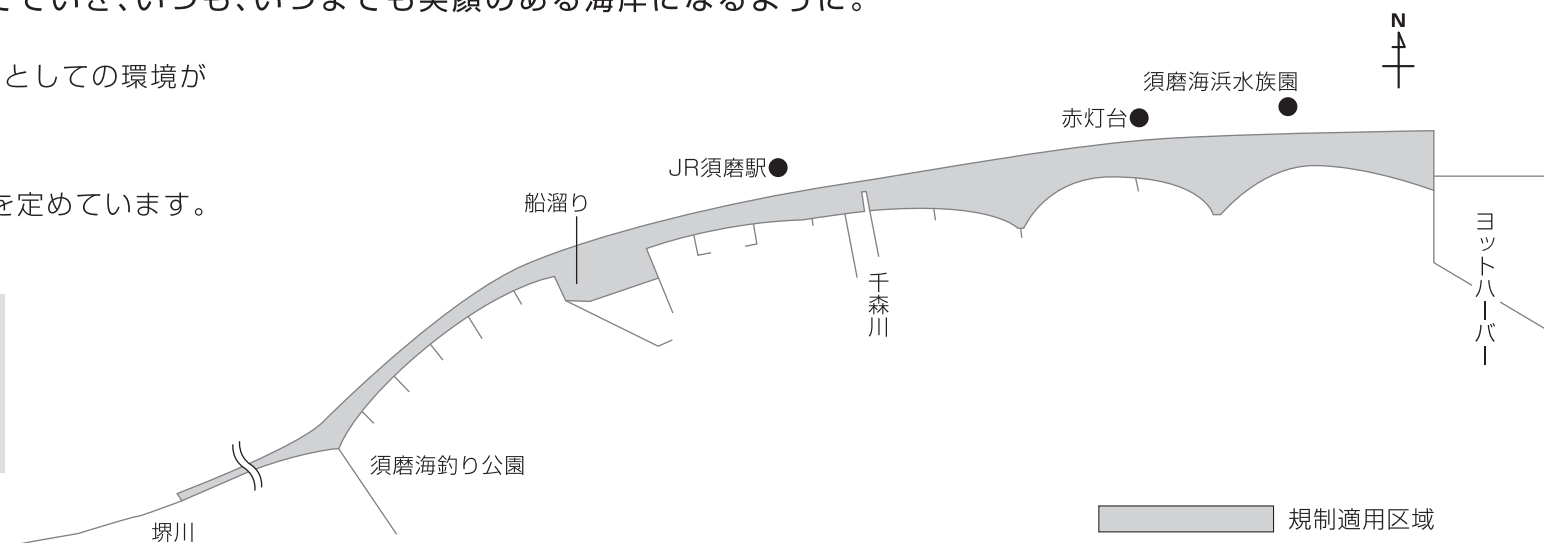 ていき、いつも、いつまでも笑顔のある海岸になるように。
としての環境が
を定めています。
N
須磨海浜水族園
赤灯台
JR須磨駅
船溜り
千森川
ヨットハーバー
須磨海釣り公園
堺川
規制適用区域